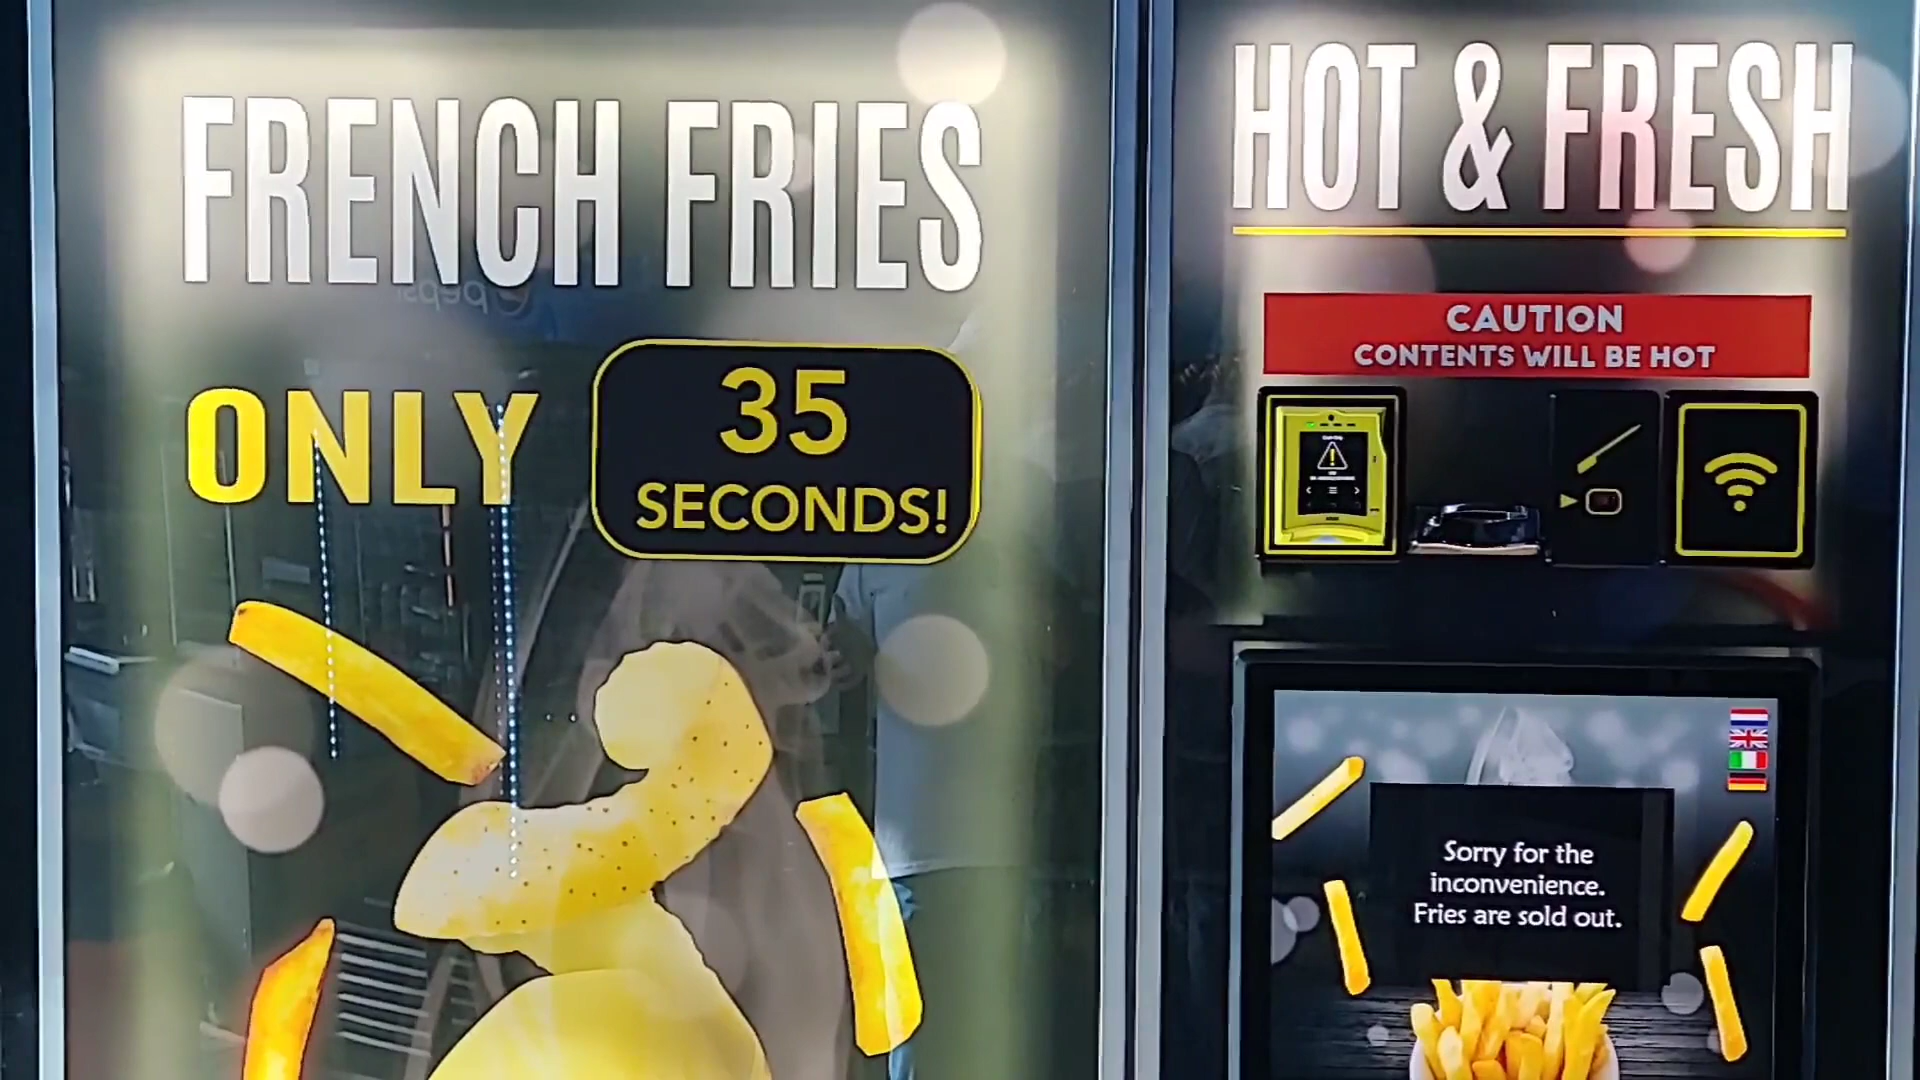 FRENCH FRIES
ONLY
35
SECONDS!
HOT & FRESH
CAUTION
CONTENTS WILL BE HOT
Sorry for the
inconvenience.
Fries are sold out.
pepsi